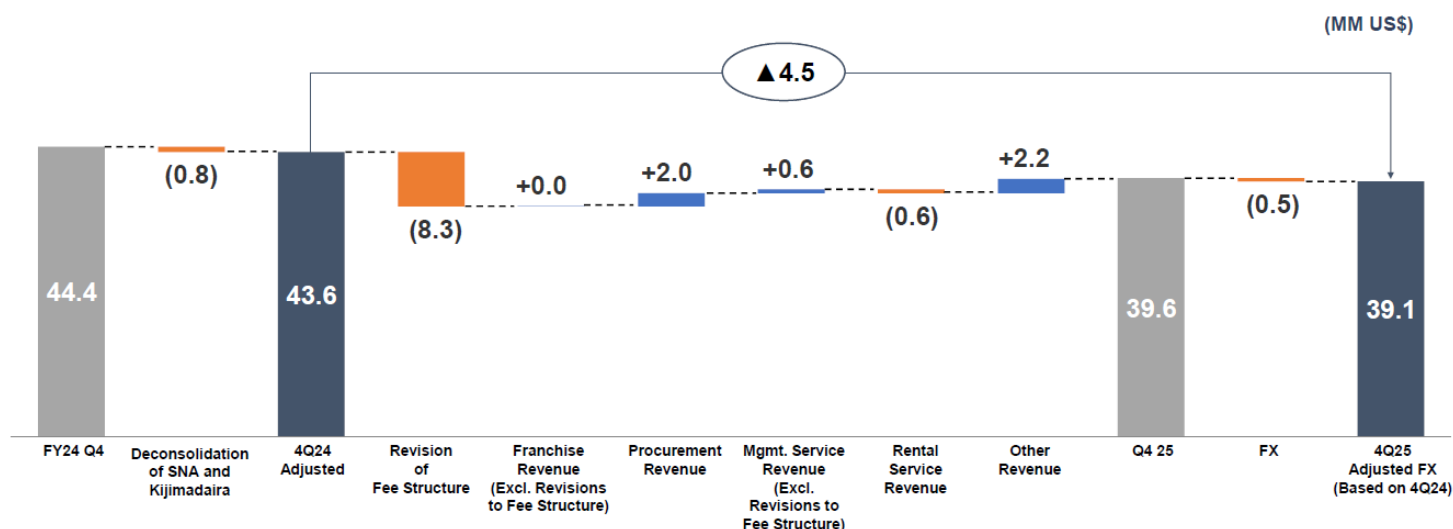 (MM US$)
▲4.5
(0.8)
(8.3)
+0.0
+2.0
+0.6
(0.6)
+2.2
(0.5)
44.4
43.6
39.6
39.1
FY24 Q4
Deconsolidation
of SNA and
Kijimadaira
4Q24
Adjusted
Revision
of
Fee Structure
Franchise
Revenue
(Excl. Revisions
to Fee Structure)
Procurement
Revenue
Mgmt. Service
Revenue
(Excl.
Revisions to
Fee Structure)
Rental
Service
Revenue
Other
Revenue
Q4 25
FX
4Q25
Adjusted FX
(Based on 4Q24)